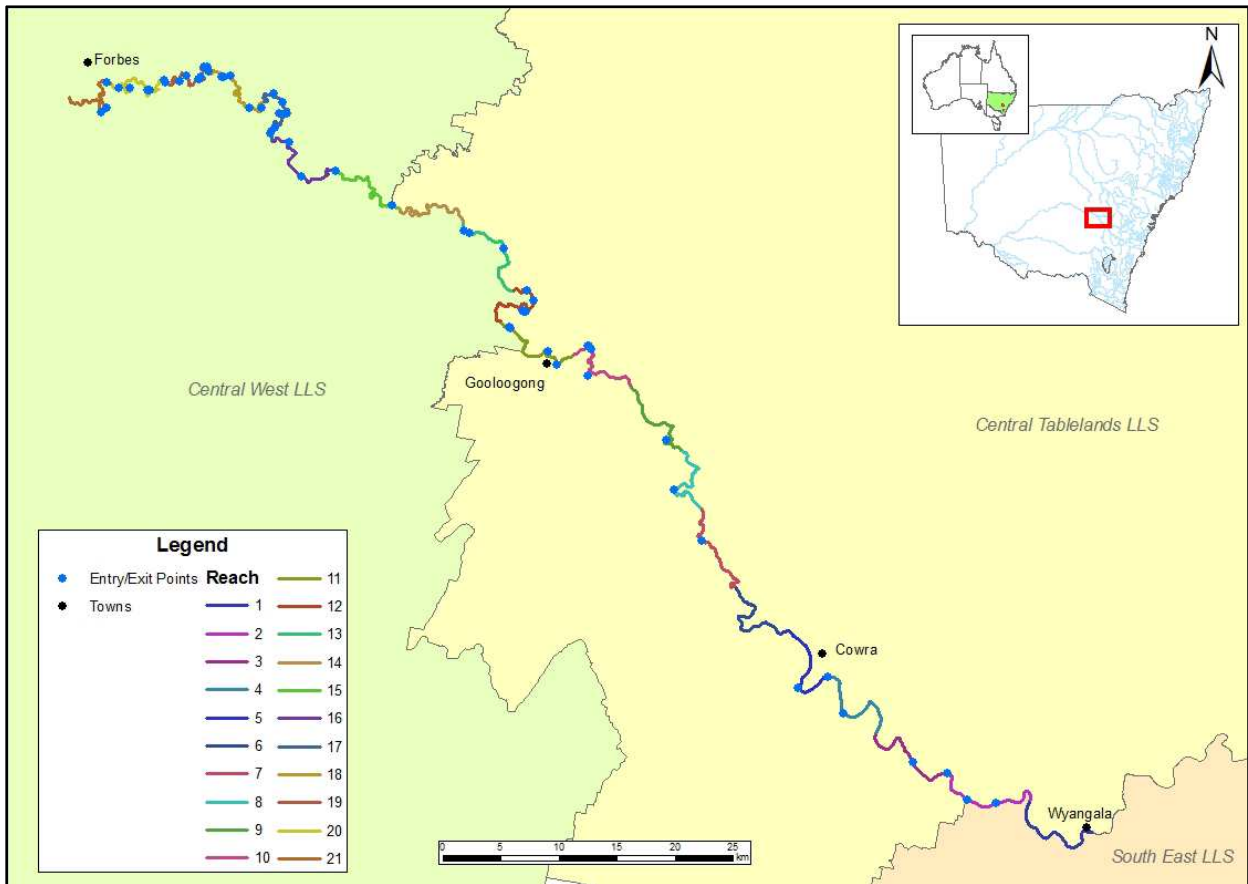 Forbes
N
Central West LLS
Gooloogong
Central Tablelands LLS
Legend
Entry/Exit Points
Towns
Reach
1
2
3
4
5
6
7
8
9
10
11
12
13
14
15
16
17
18
19
20
21
Cowra
Wyangala
South East LLS
0 5 10 15 20 25
km